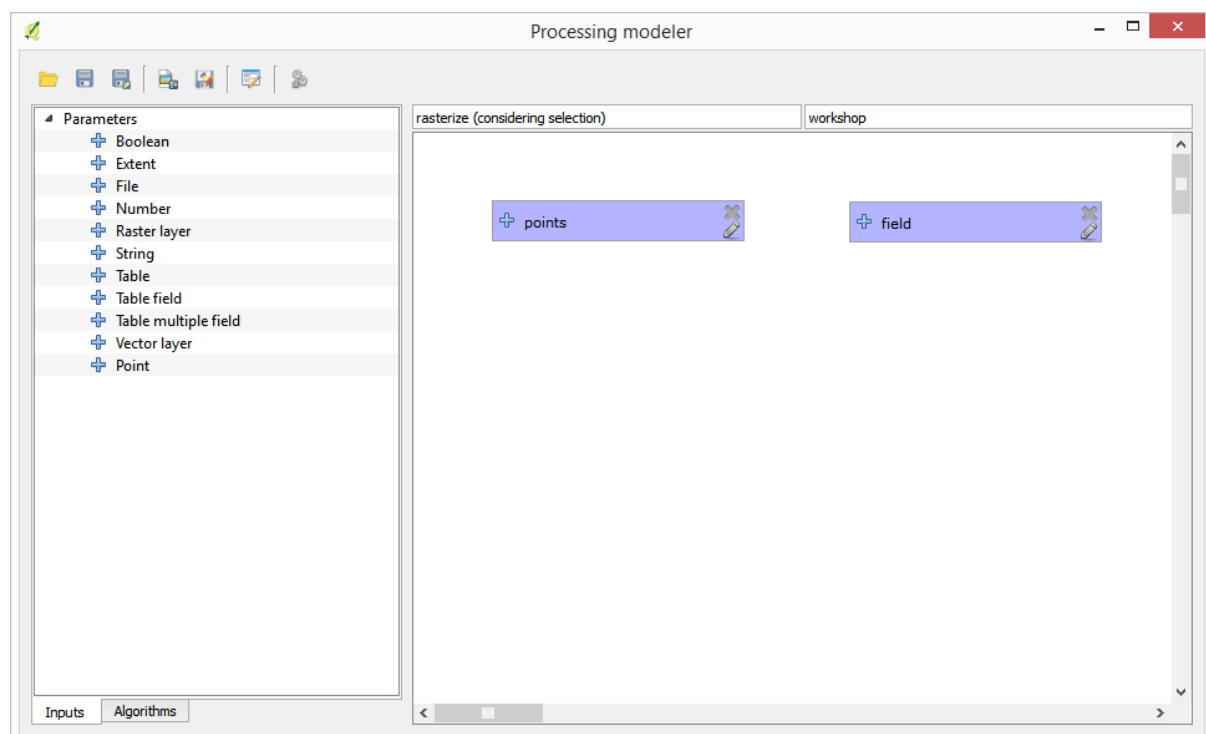 Processing modeler
Parameters
Boolean
Extent
File
Number
Raster layer
String
Table
Table field
Table multiple field
Vector layer
Point
Inputs
Algorithms
rasterize (considering selection)
workshop
points
field